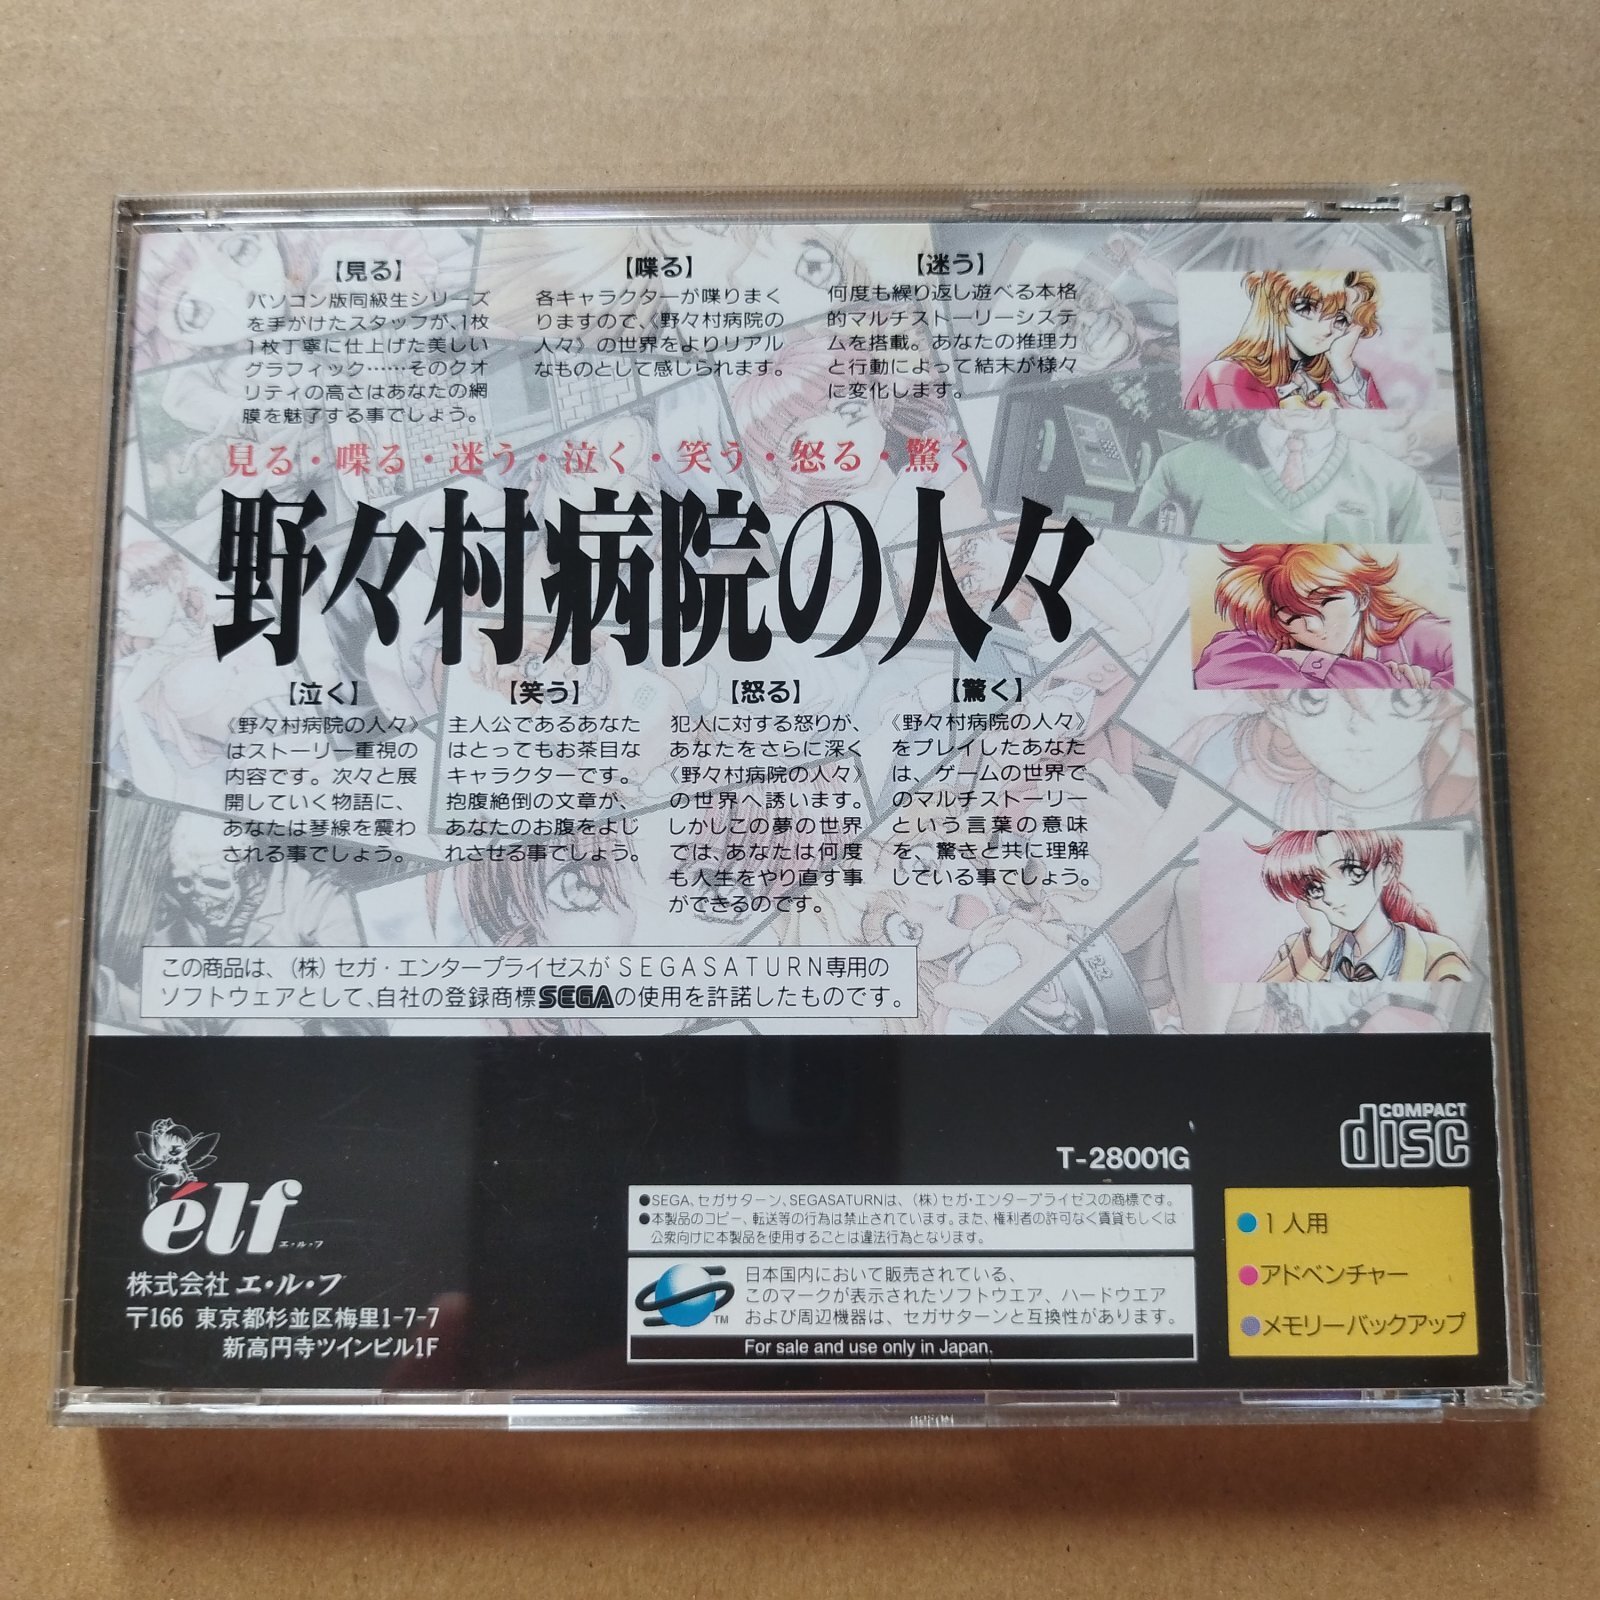 【見る】
パソコン版同級生シリーズ
を手がけたスタッフが、1枚
1枚丁寧に仕上げた美しい
グラフィック……そのクオ
リティの高さはあなたの網
膜を魅了する事でしょう。
【喋る】
各キャラクターが喋りまく
りますので、《野々村病院の
人々》の世界をよりリアル
なものとして感じられます。
【迷う】
何度も繰り返し遊べる本格
的マルチストーリーシステ
ムを搭載。あなたの推理力
と行動によって結末が様々
に変化します。
見る・喋る・迷う・泣く・笑う・怒る・驚く
野々村病院の人々
【泣く】
《野々村病院の人々》
はストーリー重視の
内容です。次々と展
開していく物語に、
あなたは琴線を震わ
される事でしょう。
【笑う】
主人公であるあなた
はとってもお茶目な
キャラクターです。
抱腹絶倒の文章が、
あなたのお腹をよじ
れさせる事でしょう。
【怒る】
犯人に対する怒りが、
あなたをさらに深く
《野々村病院の人々》
の世界へ誘います。
しかしこの夢の世界
では、あなたは何度
も人生をやり直す事
ができるのです。
【驚く】
《野々村病院の人々》
をプレイしたあなた
は、ゲームの世界で
のマルチストーリー
という言葉の意味
を、驚きと共に理解
している事でしょう。
この商品は、(株)セガ・エンタープライゼスがSEGASATURN専用の
ソフトウェアとして、自社の登録商標SEGAの使用を許諾したものです。
élf
エ・ル・フ
株式会社 エ・ル・フ
〒166 東京都杉並区梅里1-7-7
新高円寺ツインビル1F
T-28001G
COMPACT
disc
●SEGA、セガサターン、SEGASATURNは、(株)セガ・エンタープライゼスの商標です。
●本製品のコピー、転送等の行為は禁止されています。また、権利者の許可なく賃貸もしくは
公衆向けに本製品を使用することは違法行為となります。
日本国内において販売されている、
このマークが表示されたソフトウエア、ハードウエア
および周辺機器は、セガサターンと互換性があります。
TM
For sale and use only in Japan.
●1人用
●アドベンチャー
●メモリーバックアップ